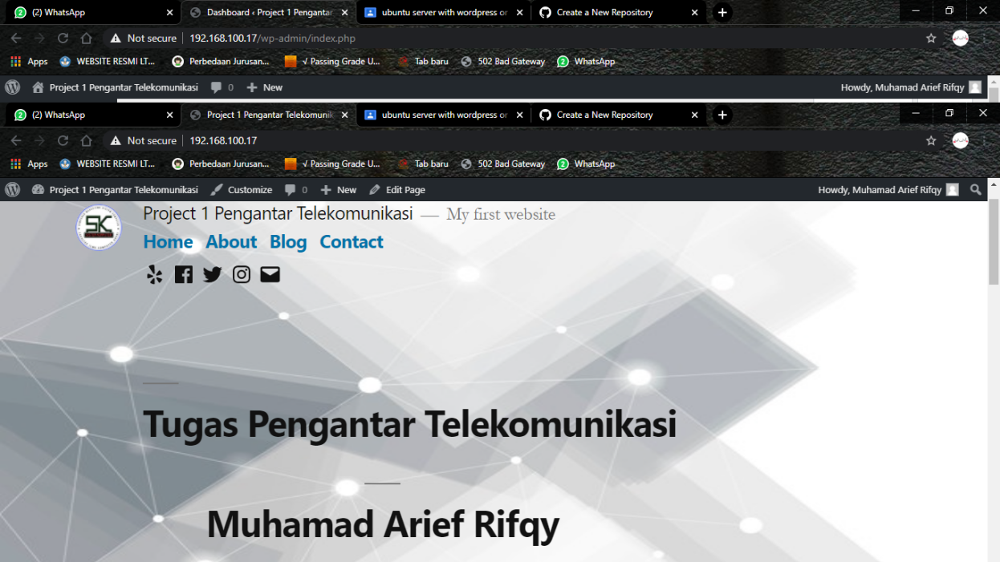 (2) WhatsApp
Dashboard ‹ Project 1 Pengantar
ubuntu server with wordpress or
Create a New Repository
Not secure
192.168.100.17/wp-admin/index.php
Apps
WEBSITE RESMI LT...
Perbedaan Jurusan...
√ Passing Grade U...
Tab baru
502 Bad Gateway
WhatsApp
Project 1 Pengantar Telekomunikasi
0
New
Howdy, Muhamad Arief Rifqy
(2) WhatsApp
Project 1 Pengantar Telekomunik
ubuntu server with wordpress or
Create a New Repository
Not secure
192.168.100.17
Apps
WEBSITE RESMI LT...
Perbedaan Jurusan...
√ Passing Grade U...
Tab baru
502 Bad Gateway
WhatsApp
Project 1 Pengantar Telekomunikasi
Customize
0
New
Edit Page
Howdy, Muhamad Arief Rifqy
SK
Project 1 Pengantar Telekomunikasi — My first website
Home About Blog Contact
Tugas Pengantar Telekomunikasi
Muhamad Arief Rifqy